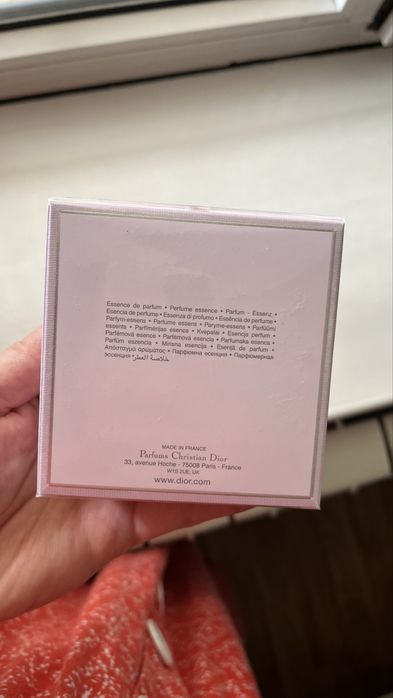 Essence de parfum • Perfume essence • Parfum - Essenz •
Esencia de perfume • Essenza di profumo • Essência de perfume •
Parfym-essens • Parfume essens • Paryme-essens • Parfüümi
essents • Parfimērijas esence • Kvepalai • Esencja perfum •
Parfémová esence • Parfémová esencia • Parfumska esenca •
Parfüm eszencia • Mirisna esencija • Esență de parfum •
Απόσταγμα αρώματος • Парфюмна есенция • Парфюмерная
эссенция • خلاصة العطر
MADE IN FRANCE
Parfums Christian Dior
33, avenue Hoche - 75008 Paris - France
W1S 2UE, UK
www.dior.com